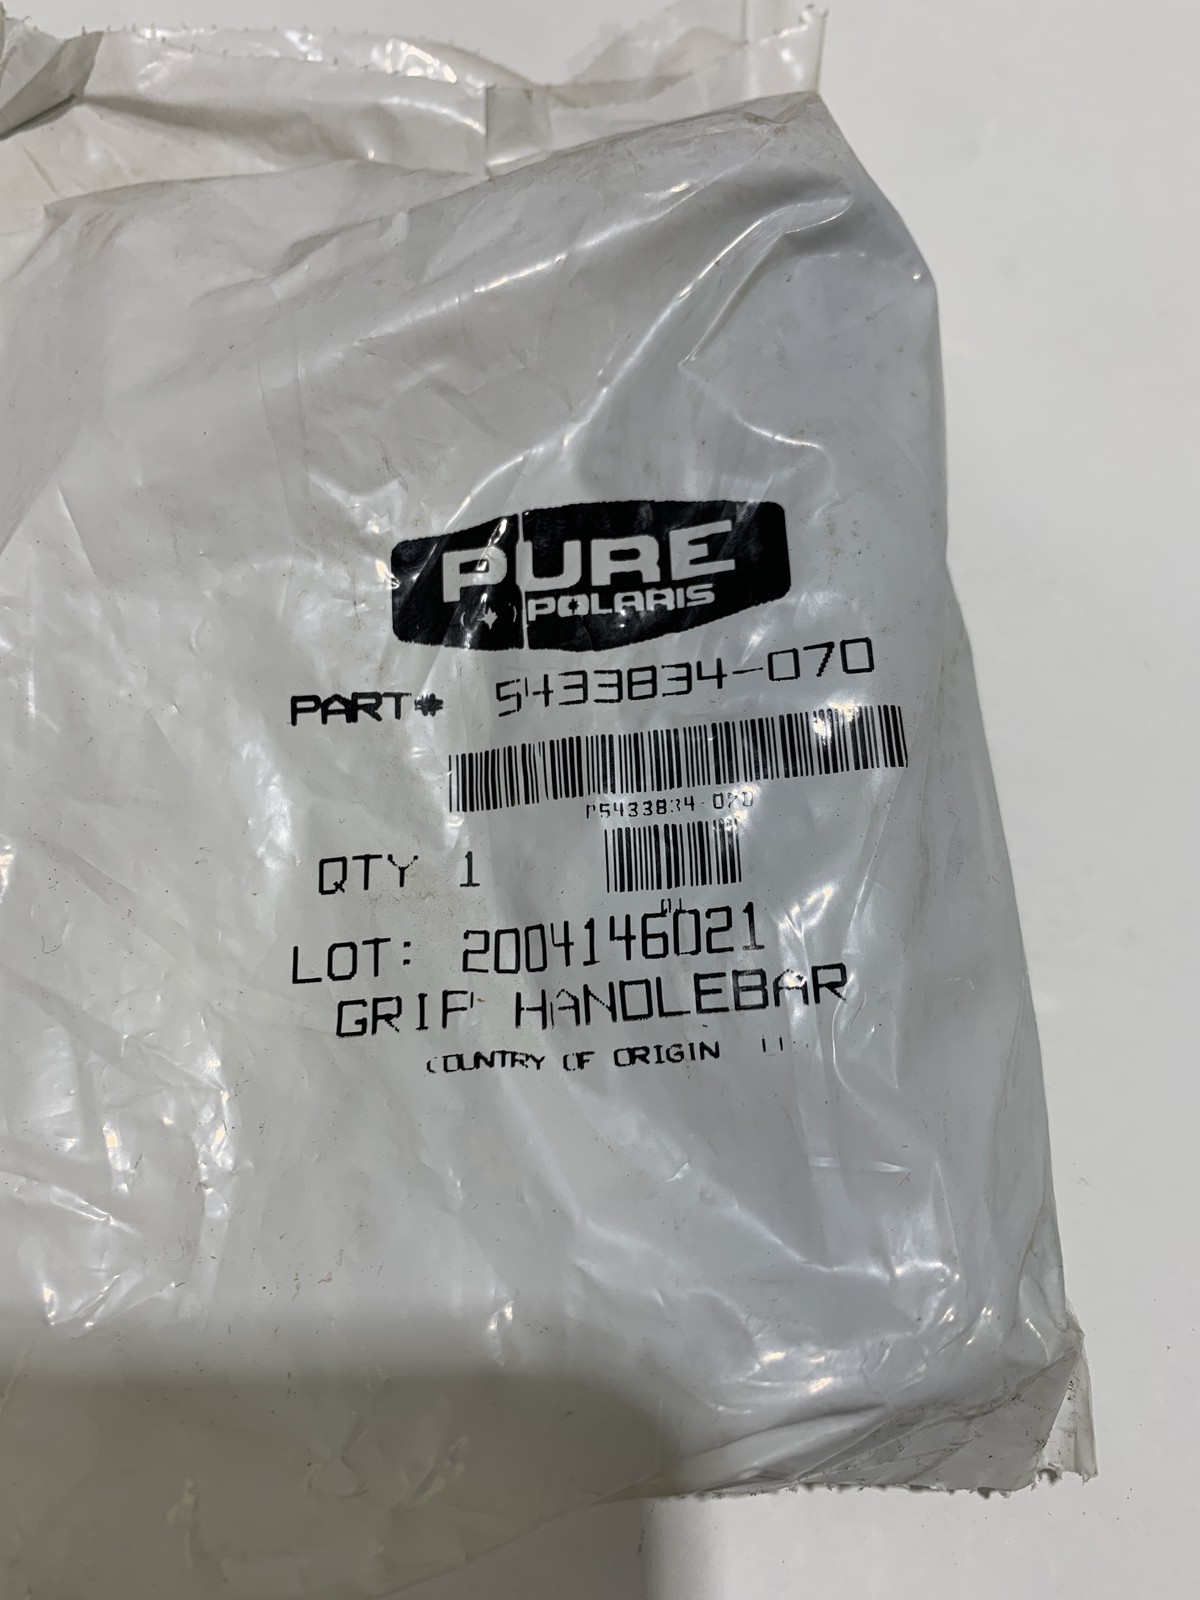 PURE
POLARIS
PART# 5433834-070
P5433834-070
QTY 1
LOT: 2004146021
GRIP HANDLEBAR
COUNTRY OF ORIGIN